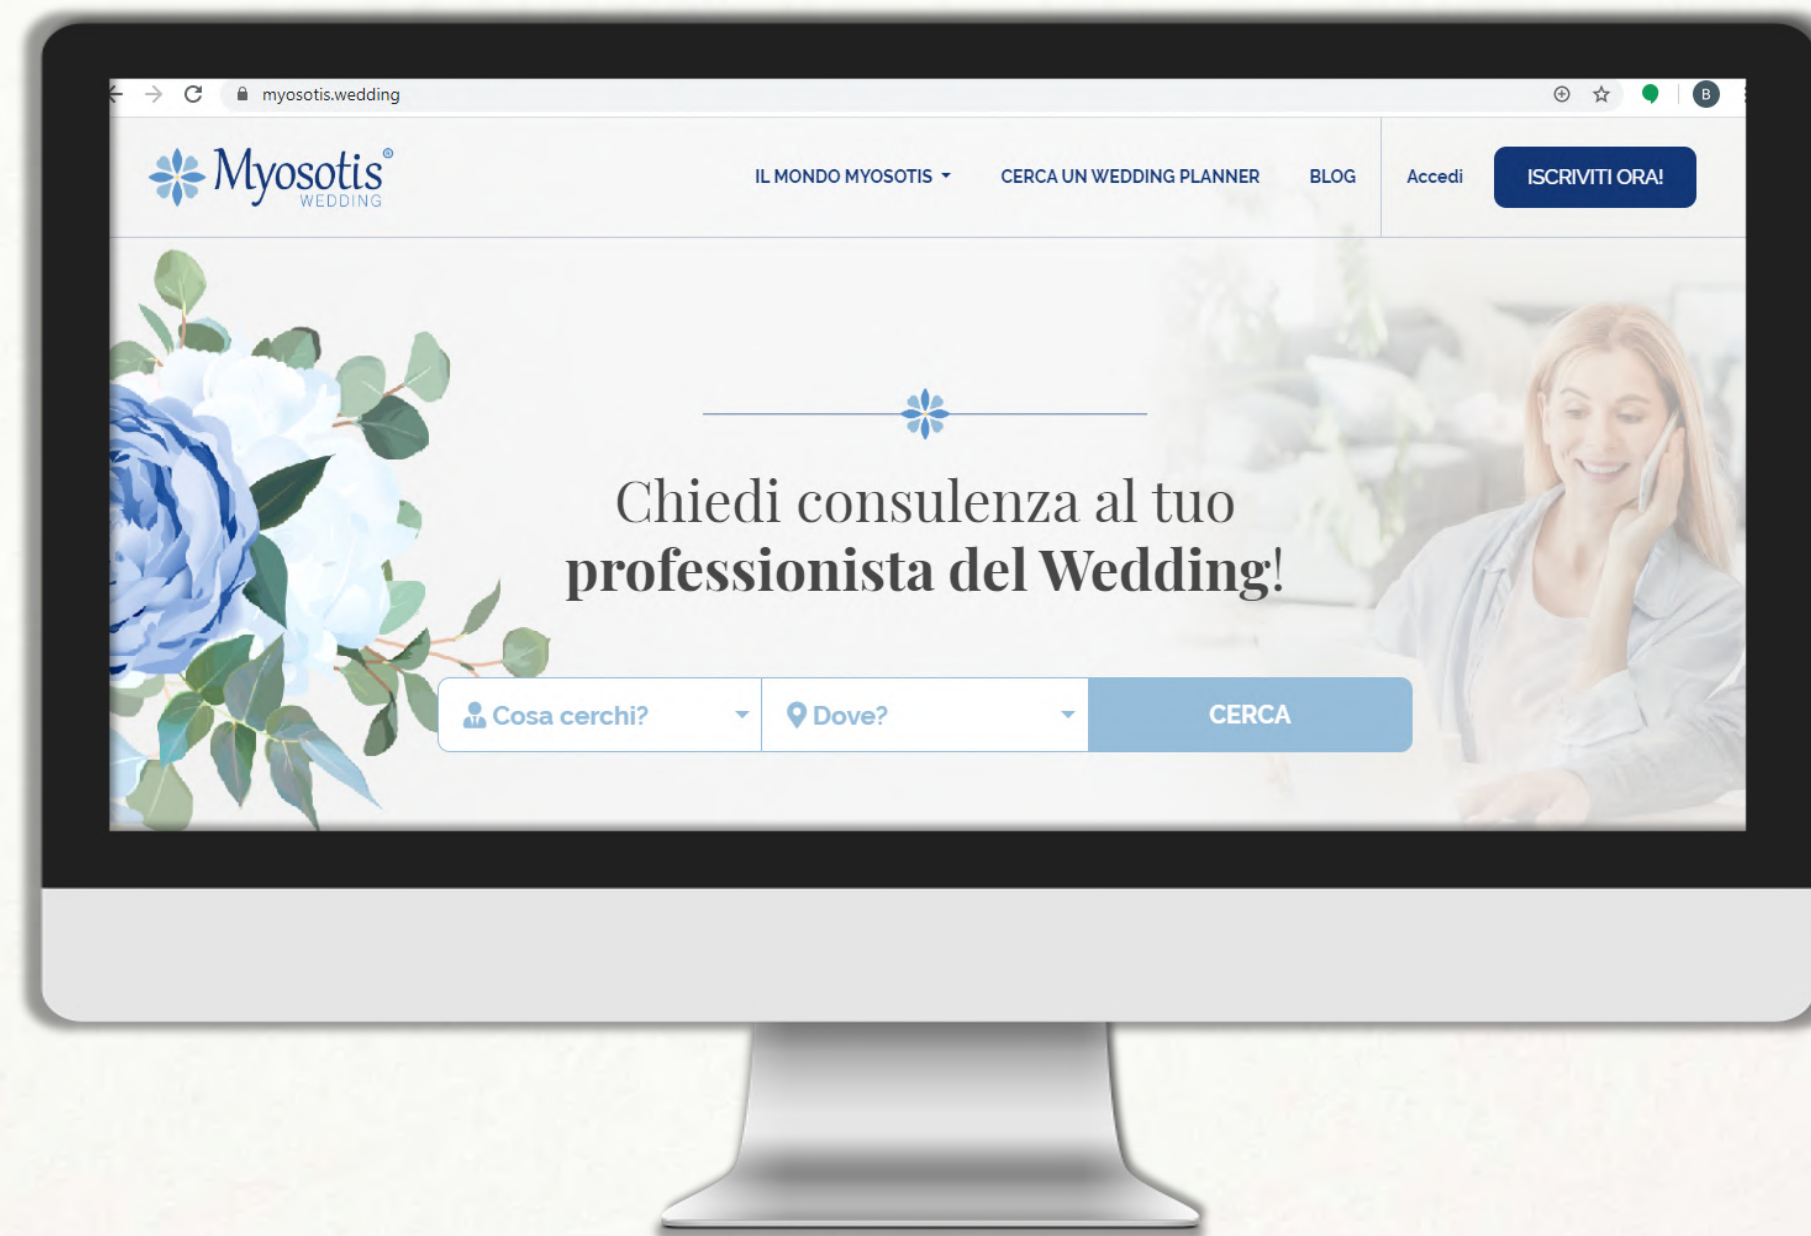 myosotis.wedding
B
Myosotis®
WEDDING
IL MONDO MYOSOTIS
CERCA UN WEDDING PLANNER
BLOG
Accedi
ISCRIVITI ORA!
Chiedi consulenza al tuo
professionista del Wedding!
Cosa cerchi?
Dove?
CERCA